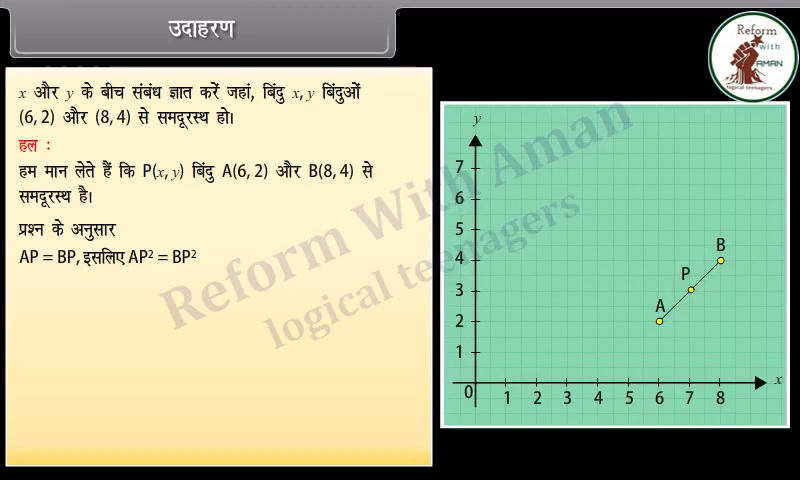 उदाहरण
Reform
with
AMAN
logical teenagers.
x और y के बीच संबंध ज्ञात करें जहां, बिंदु x, y बिंदुओं
(6, 2) और (8, 4) से समदूरस्थ हो।
हल :
हम मान लेते हैं कि P(x, y) बिंदु A(6, 2) और B(8, 4) से
समदूरस्थ है।
प्रश्न के अनुसार
AP = BP, इसलिए AP² = BP²
Reform With Aman
logical teenagers
y
7
6
5
4
3
2
1
0
1 2 3 4 5 6 7 8
x
A
P
B